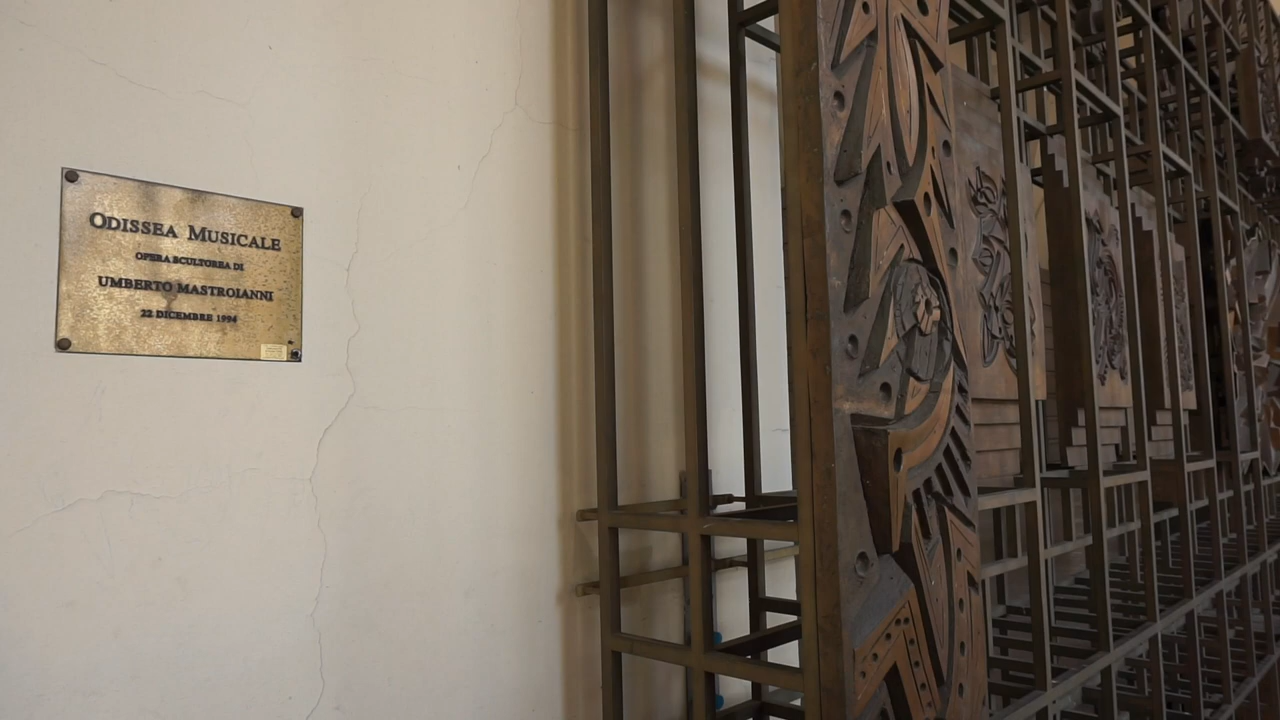 ODISSEA MUSICALE
OPERA SCULTOREA DI
UMBERTO MASTROIANNI
22 DICEMBRE 1994